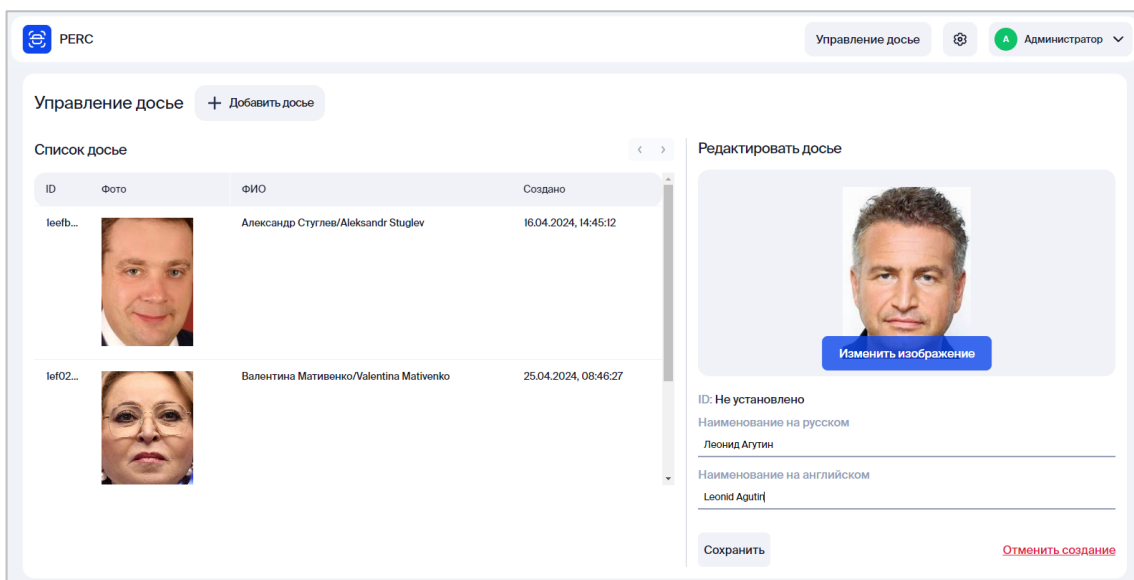 PERC
Управление досье
А Администратор
Управление досье
+ Добавить досье
Список досье
ID Фото ФИО Создано
1eefb... Александр Стуглев/Aleksandr Stuglev 16.04.2024, 14:45:12
1ef02... Валентина Мативенко/Valentina Mativenko 25.04.2024, 08:46:27
Редактировать досье
Изменить изображение
ID: Не установлено
Наименование на русском
Леонид Агутин
Наименование на английском
Leonid Agutin
Сохранить
Отменить создание